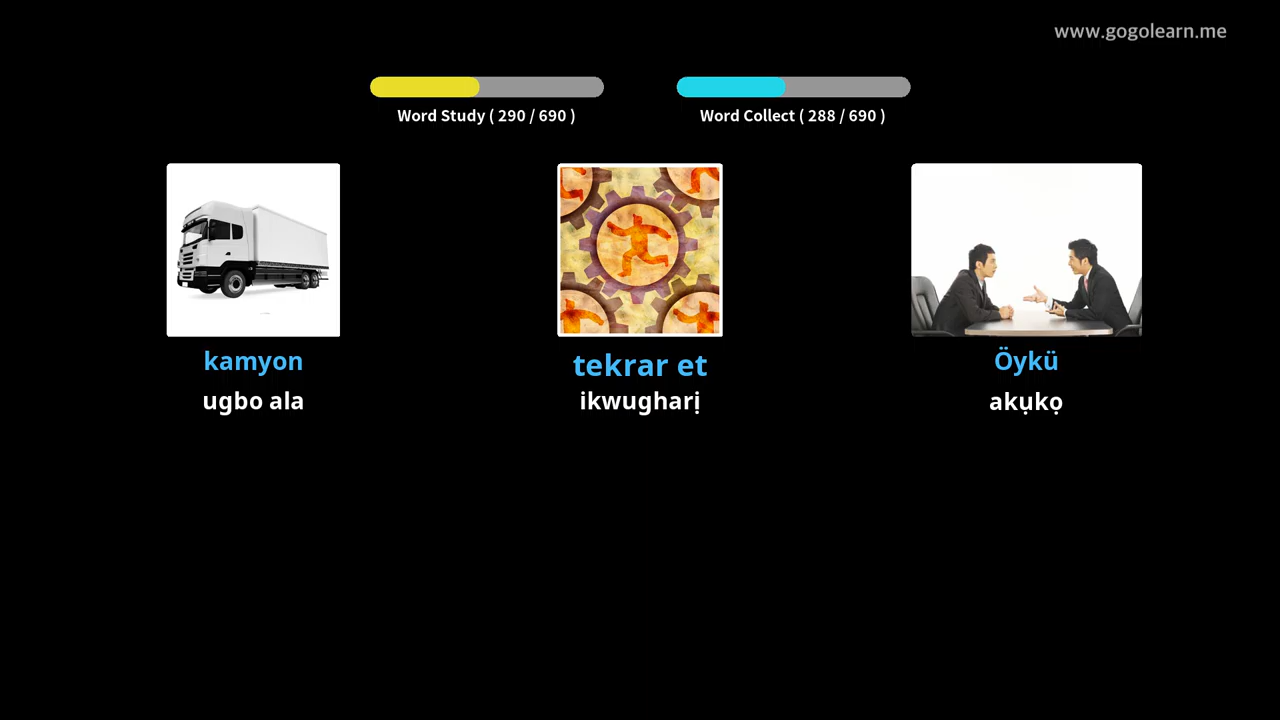 www.gogolearn.me
Word Study ( 290 / 690 )
Word Collect ( 288 / 690 )
kamyon
ugbo ala
tekrar et
ikwugharị
Öykü
akụkọ